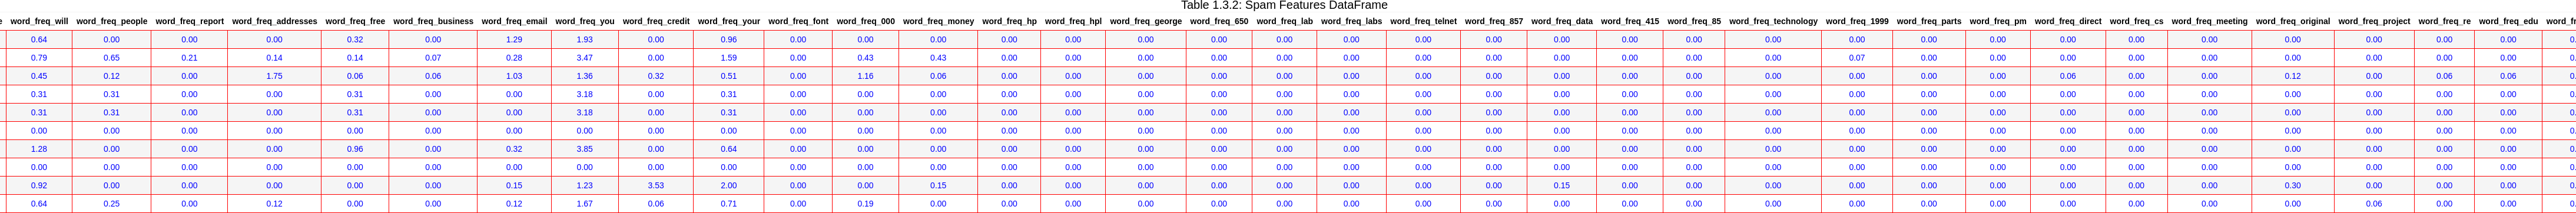 Table 1.3.2: Spam Features DataFrame
word_freq_will word_freq_people word_freq_report word_freq_addresses word_freq_free word_freq_business word_freq_email word_freq_you word_freq_credit word_freq_your word_freq_font word_freq_000 word_freq_money word_freq_hp word_freq_hpl word_freq_george word_freq_650 word_freq_lab word_freq_labs word_freq_telnet word_freq_857 word_freq_data word_freq_415 word_freq_85 word_freq_technology word_freq_1999 word_freq_parts word_freq_pm word_freq_direct word_freq_cs word_freq_meeting word_freq_original word_freq_project word_freq_re word_freq_edu
0.64 0.00 0.00 0.00 0.32 0.00 1.29 1.93 0.00 0.96 0.00 0.00 0.00 0.00 0.00 0.00 0.00 0.00 0.00 0.00 0.00 0.00 0.00 0.00 0.00 0.00 0.00 0.00 0.00 0.00 0.00 0.00 0.00 0.00 0.00
0.79 0.65 0.21 0.14 0.14 0.07 0.28 3.47 0.00 1.59 0.00 0.43 0.43 0.00 0.00 0.00 0.00 0.00 0.00 0.00 0.00 0.00 0.00 0.00 0.00 0.07 0.00 0.00 0.00 0.00 0.00 0.00 0.00 0.00 0.00
0.45 0.12 0.00 1.75 0.06 0.06 1.03 1.36 0.32 0.51 0.00 1.16 0.06 0.00 0.00 0.00 0.00 0.00 0.00 0.00 0.00 0.00 0.00 0.00 0.00 0.00 0.00 0.00 0.06 0.00 0.00 0.12 0.00 0.06 0.06
0.31 0.31 0.00 0.00 0.31 0.00 0.00 3.18 0.00 0.31 0.00 0.00 0.00 0.00 0.00 0.00 0.00 0.00 0.00 0.00 0.00 0.00 0.00 0.00 0.00 0.00 0.00 0.00 0.00 0.00 0.00 0.00 0.00 0.00 0.00
0.31 0.31 0.00 0.00 0.31 0.00 0.00 3.18 0.00 0.31 0.00 0.00 0.00 0.00 0.00 0.00 0.00 0.00 0.00 0.00 0.00 0.00 0.00 0.00 0.00 0.00 0.00 0.00 0.00 0.00 0.00 0.00 0.00 0.00 0.00
0.00 0.00 0.00 0.00 0.00 0.00 0.00 0.00 0.00 0.00 0.00 0.00 0.00 0.00 0.00 0.00 0.00 0.00 0.00 0.00 0.00 0.00 0.00 0.00 0.00 0.00 0.00 0.00 0.00 0.00 0.00 0.00 0.00 0.00 0.00
1.28 0.00 0.00 0.00 0.96 0.00 0.32 3.85 0.00 0.64 0.00 0.00 0.00 0.00 0.00 0.00 0.00 0.00 0.00 0.00 0.00 0.00 0.00 0.00 0.00 0.00 0.00 0.00 0.00 0.00 0.00 0.00 0.00 0.00 0.00
0.00 0.00 0.00 0.00 0.00 0.00 0.00 0.00 0.00 0.00 0.00 0.00 0.00 0.00 0.00 0.00 0.00 0.00 0.00 0.00 0.00 0.00 0.00 0.00 0.00 0.00 0.00 0.00 0.00 0.00 0.00 0.00 0.00 0.00 0.00
0.92 0.00 0.00 0.00 0.00 0.00 0.15 1.23 3.53 2.00 0.00 0.00 0.15 0.00 0.00 0.00 0.00 0.00 0.00 0.00 0.00 0.15 0.00 0.00 0.00 0.00 0.00 0.00 0.00 0.00 0.00 0.30 0.00 0.00 0.00
0.64 0.25 0.00 0.12 0.00 0.00 0.12 1.67 0.06 0.71 0.00 0.19 0.00 0.00 0.00 0.00 0.00 0.00 0.00 0.00 0.00 0.00 0.00 0.00 0.00 0.00 0.00 0.00 0.00 0.00 0.00 0.00 0.06 0.00 0.00